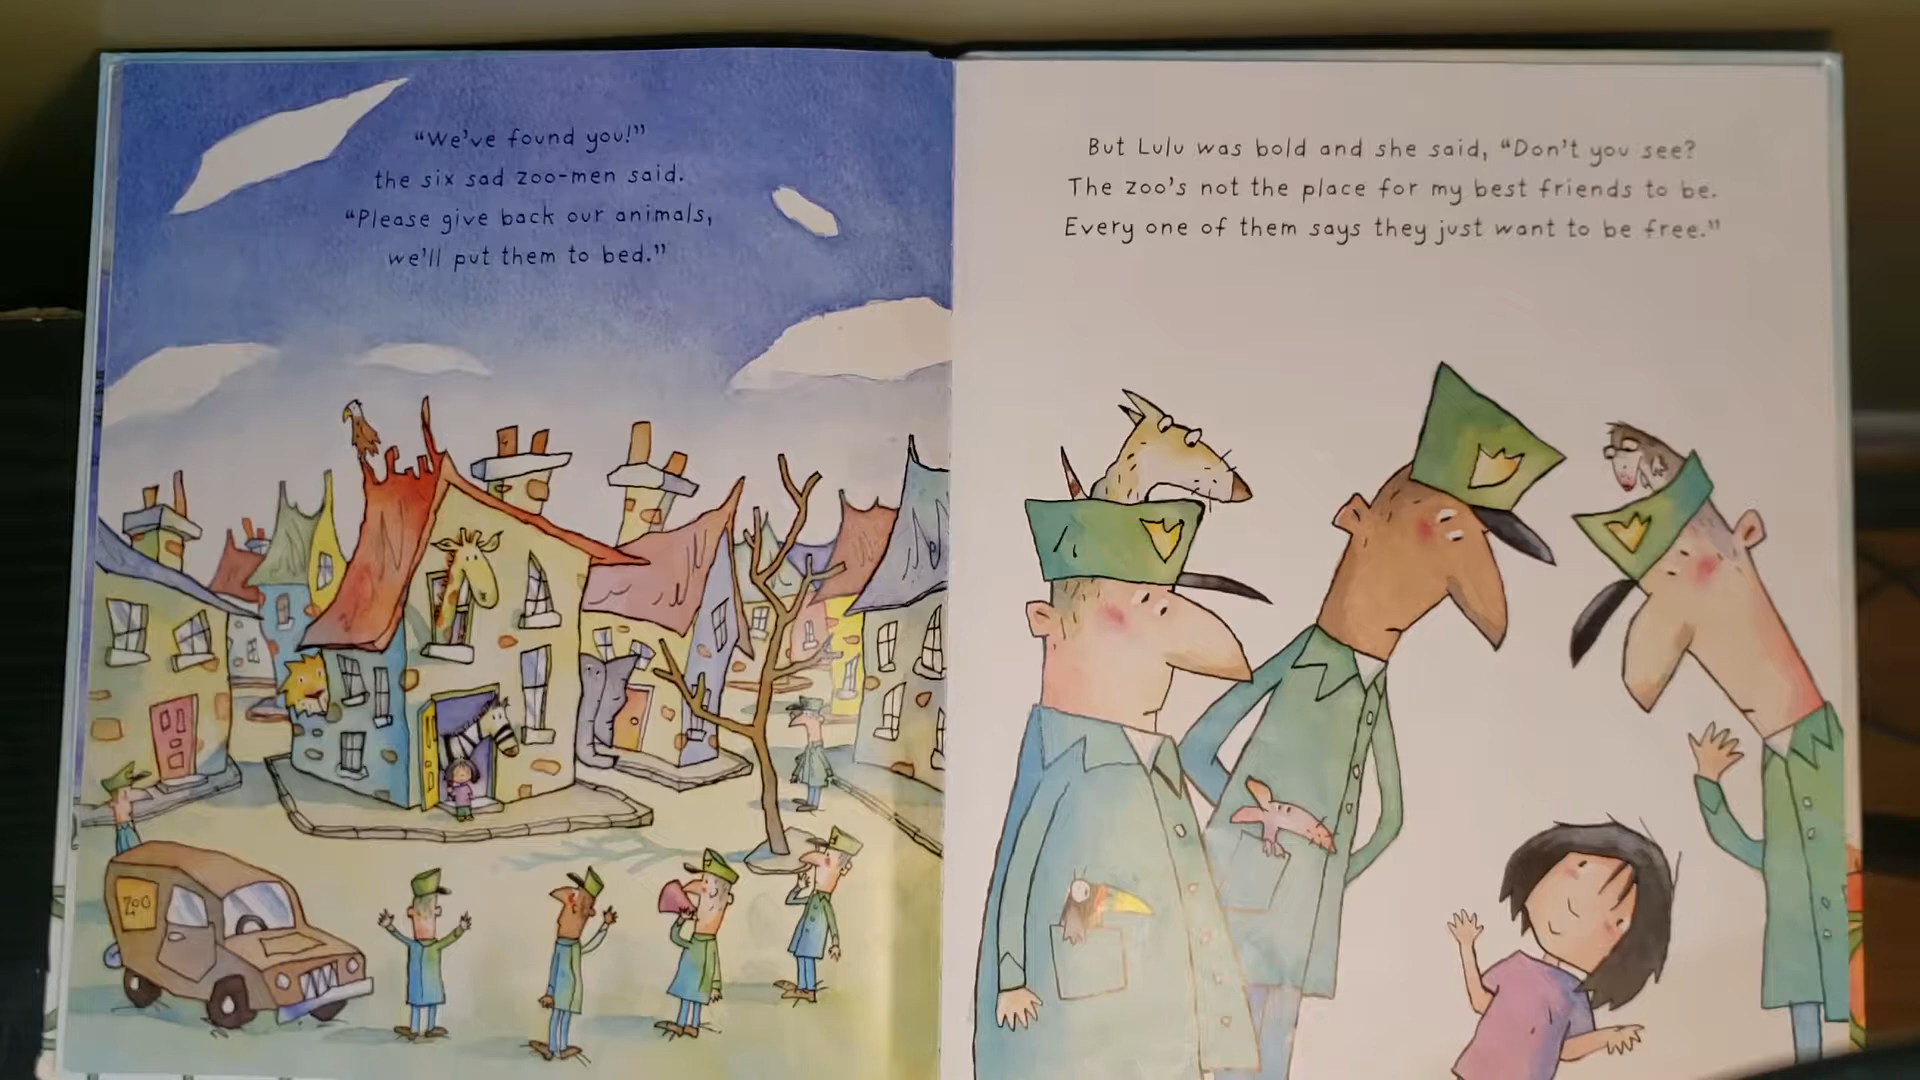 “We’ve found you!”
the six sad zoo-men said.
“Please give back our animals,
we’ll put them to bed.”
ZOO
But Lulu was bold and she said, “Don’t you see?
The zoo’s not the place for my best friends to be.
Every one of them says they just want to be free.”